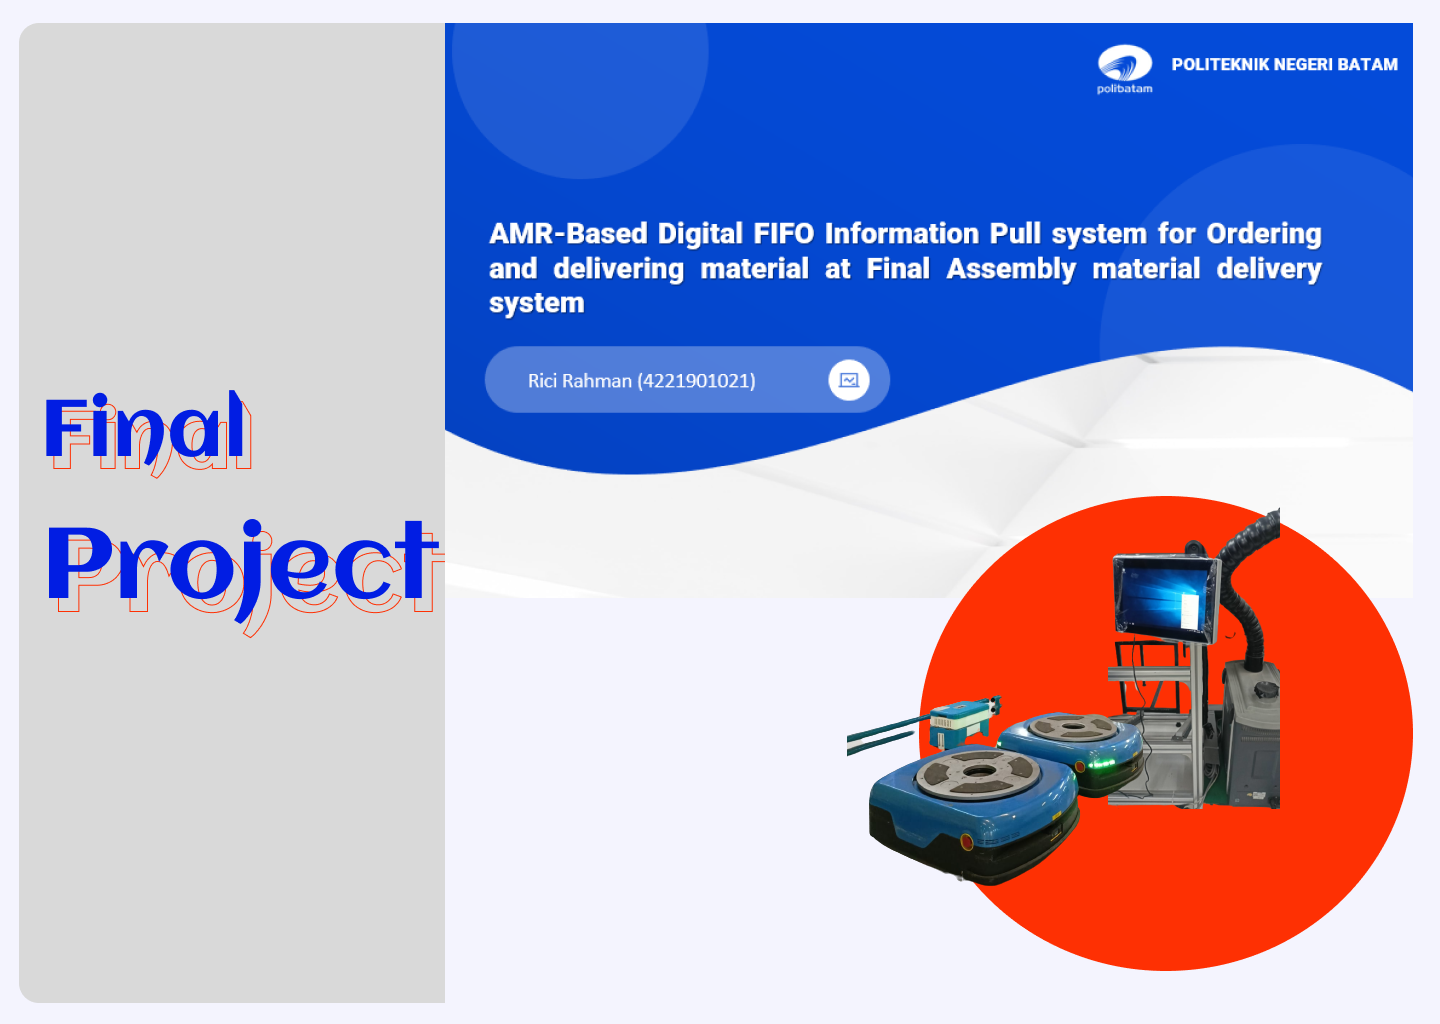 Final
Project
polibatam
POLITEKNIK NEGERI BATAM
AMR-Based Digital FIFO Information Pull system for Ordering
and delivering material at Final Assembly material delivery
system
Rici Rahman (4221901021)